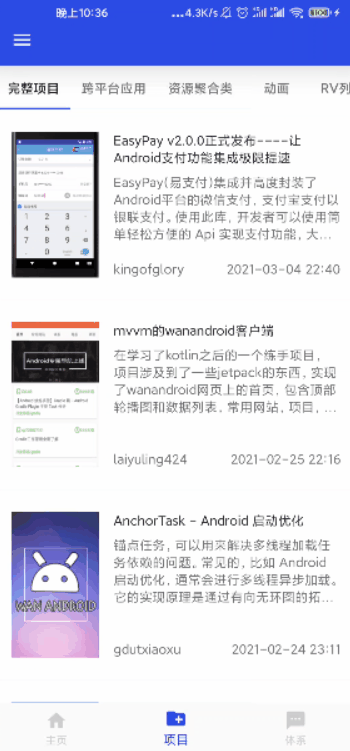 晚上10:36
...4.3K/s
完整项目 跨平台应用 资源聚合类 动画 RV列
EasyPay v2.0.0正式发布----让
Android支付功能集成极限提速
EasyPay(易支付)集成并高度封装了
Android平台的微信支付，支付宝支付以
银联支付。使用此库，开发者可以使用简
单轻松方便的 Api 实现支付功能，大...
kingofglory 2021-03-04 22:40
mvvm的wanandroid客户端
在学习了kotlin之后的一个练手项目，
项目涉及到了一些jetpack的东西，实现
了wanandroid网页上的首页，包含顶部
轮播图和数据列表，常用网站，项目，...
laiyuling424 2021-02-25 22:16
AnchorTask - Android 启动优化
锚点任务，可以用来解决多线程加载任
务依赖的问题。常见的，比如 Android
启动优化，通常会进行多线程异步加载。
它的实现原理是通过有向无环图的拓...
WAN ANDROID
gdutxiaoxu 2021-02-24 23:11
主页 项目 体系